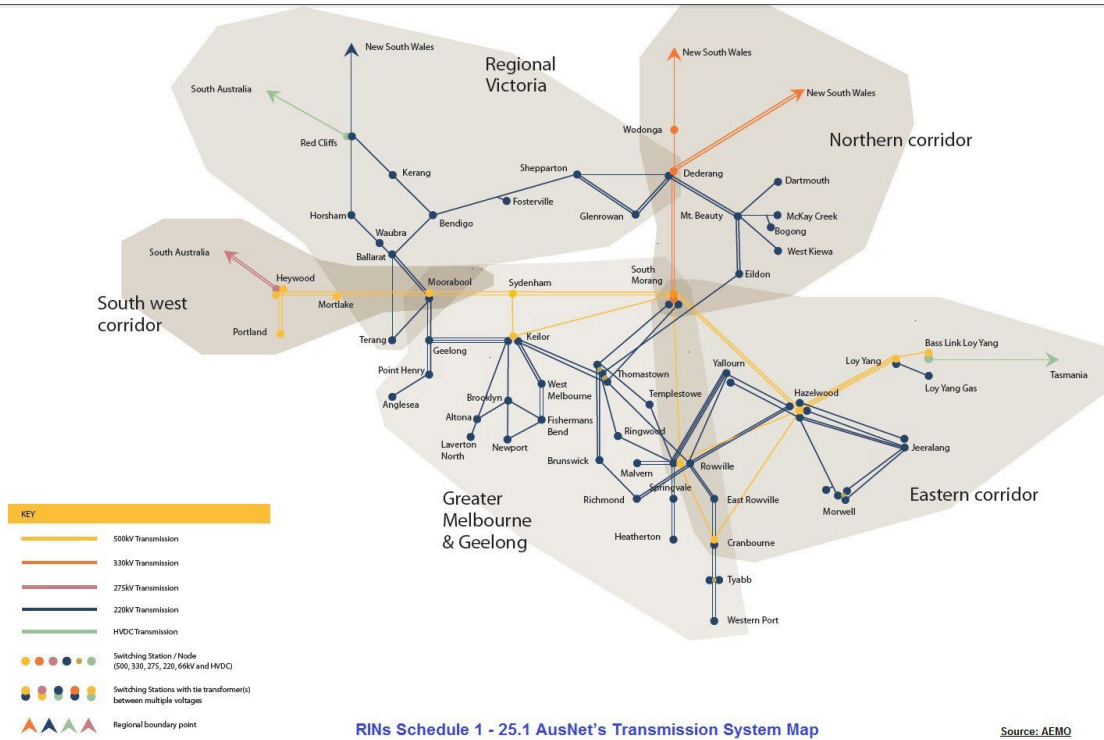 New South Wales
New South Wales
Regional
Victoria
South Australia
New South Wales
Red Cliffs
Wodonga
Northern corridor
Kerang
Shepparton
Dederang
Dartmouth
Fosterville
Horsham
Bendigo
Glenrowan
Mt. Beauty
McKay Creek
Bogong
Waubra
Ballarat
West Kiewa
South Australia
Heywood
Moorabool
Sydenham
South
Morang
Eildon
South west
corridor
Mortlake
Portland
Terang
Geelong
Keilor
Bass Link Loy Yang
Point Henry
Thomastown
Yallourn
Loy Yang
Tasmania
Anglesea
West
Melbourne
Templestowe
Hazelwood
Loy Yang Gas
Brooklyn
Altona
Laverton
North
Newport
Fishermans
Bend
Ringwood
Jeeralang
Brunswick
Malvern
Rowville
Springvale
Richmond
East Rowville
Morwell
Eastern corridor
Greater
Melbourne
& Geelong
Heatherton
Cranbourne
Tyabb
Western Port
KEY
500kV Transmission
330kV Transmission
275kV Transmission
220kV Transmission
HVDC Transmission
Switching Station / Node
(500, 330, 275, 220, 66kV and HVDC)
Switching Stations with tie transformer(s)
between multiple voltages
Regional boundary point
RINs Schedule 1 - 25.1 AusNet's Transmission System Map
Source: AEMO